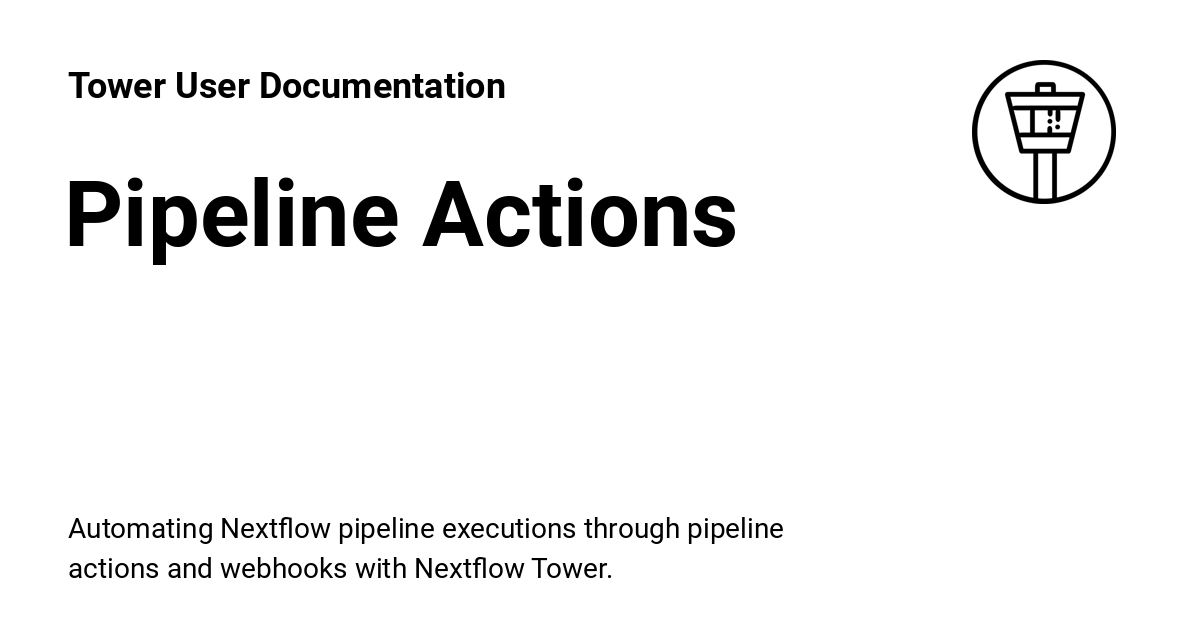 Tower User Documentation
Pipeline Actions
Automating Nextflow pipeline executions through pipeline
actions and webhooks with Nextflow Tower.